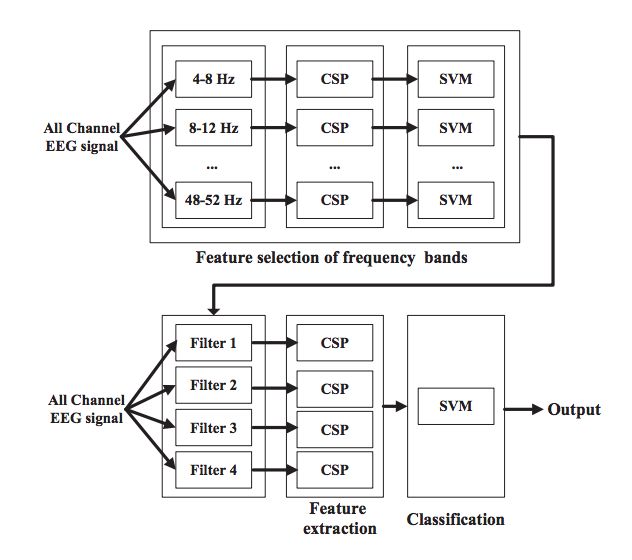 All Channel
EEG signal
4-8 Hz
CSP
SVM
8-12 Hz
CSP
SVM
...
...
...
48-52 Hz
CSP
SVM
Feature selection of frequency bands
All Channel
EEG signal
Filter 1
CSP
Filter 2
CSP
Filter 3
CSP
Filter 4
CSP
SVM
Output
Feature
extraction
Classification